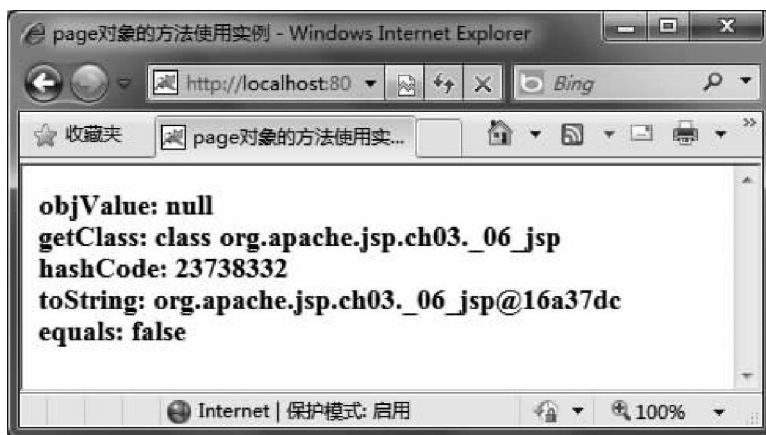 page对象的方法使用实例 - Windows Internet Explorer
http://localhost:80
Bing
收藏夹
page对象的方法使用实...
objValue: null
getClass: class org.apache.jsp.ch03._06_jsp
hashCode: 23738332
toString: org.apache.jsp.ch03._06_jsp@16a37dc
equals: false
Internet | 保护模式: 启用
100%